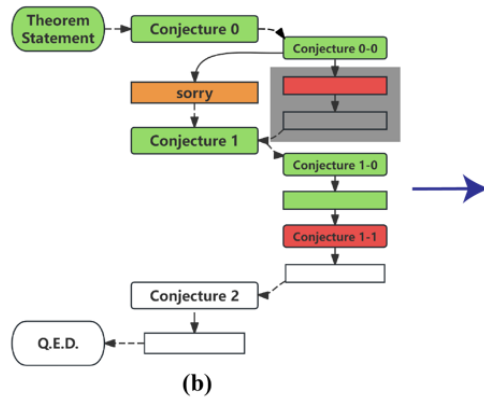 Theorem
Statement
Conjecture 0
Conjecture 0-0
sorry
Conjecture 1
Conjecture 1-0
Conjecture 1-1
Conjecture 2
Q.E.D.
(b)